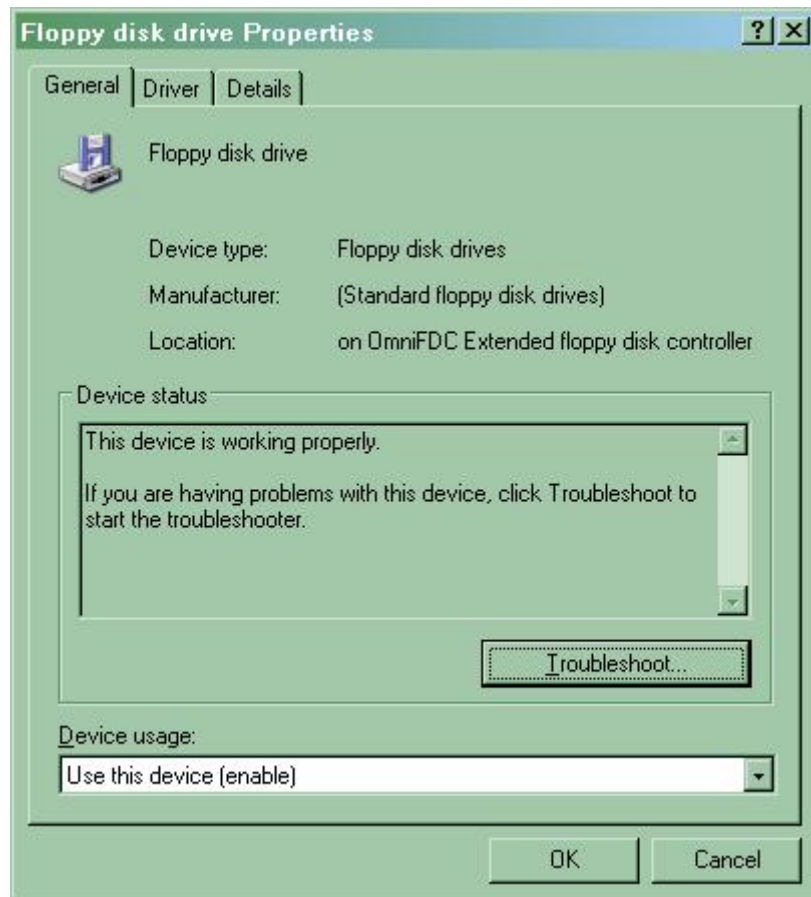 Floppy disk drive Properties
General Driver Details
Floppy disk drive
Device type: Floppy disk drives
Manufacturer: (Standard floppy disk drives)
Location: on OmniFDC Extended floppy disk controller
Device status
This device is working properly.
If you are having problems with this device, click Troubleshoot to
start the troubleshooter.
Troubleshoot...
Device usage:
Use this device (enable)
OK Cancel